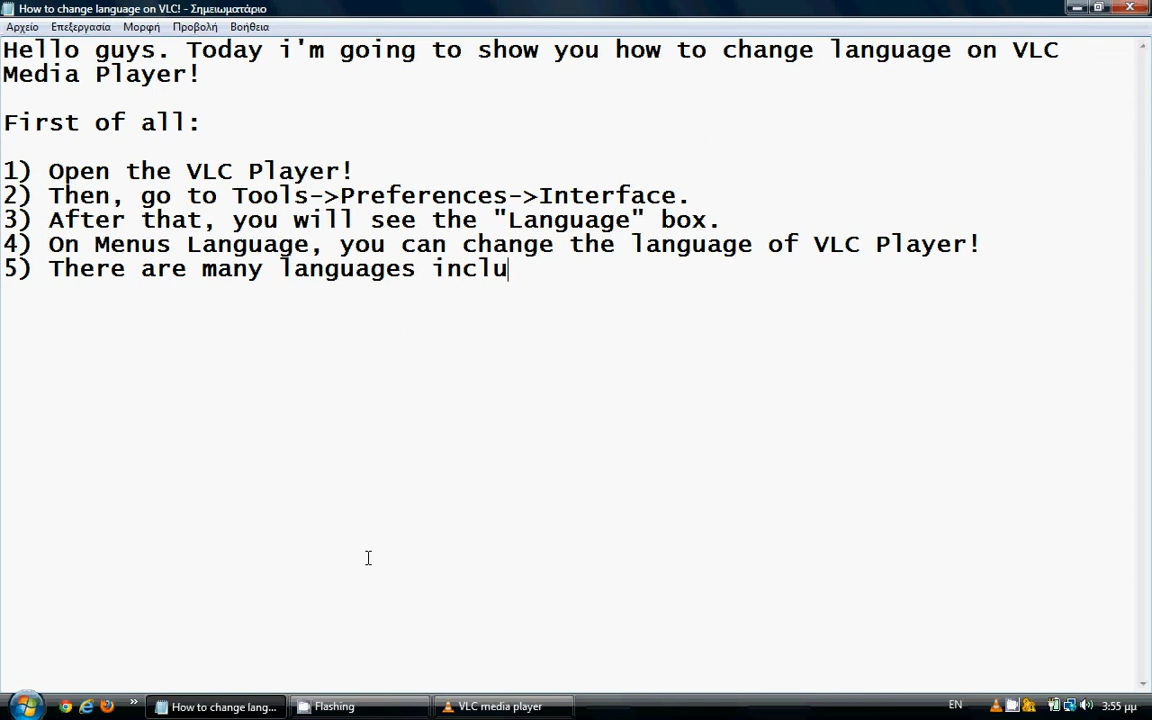 How to change language on VLC! - Σημειωματάριο
Αρχείο Επεξεργασία Μορφή Προβολή Βοήθεια
Hello guys. Today i'm going to show you how to change language on VLC
Media Player!
First of all:
1) Open the VLC Player!
2) Then, go to Tools->Preferences->Interface.
3) After that, you will see the "Language" box.
4) On Menus Language, you can change the language of VLC Player!
5) There are many languages inclu
How to change lang... Flashing VLC media player EN 3:55 μμ